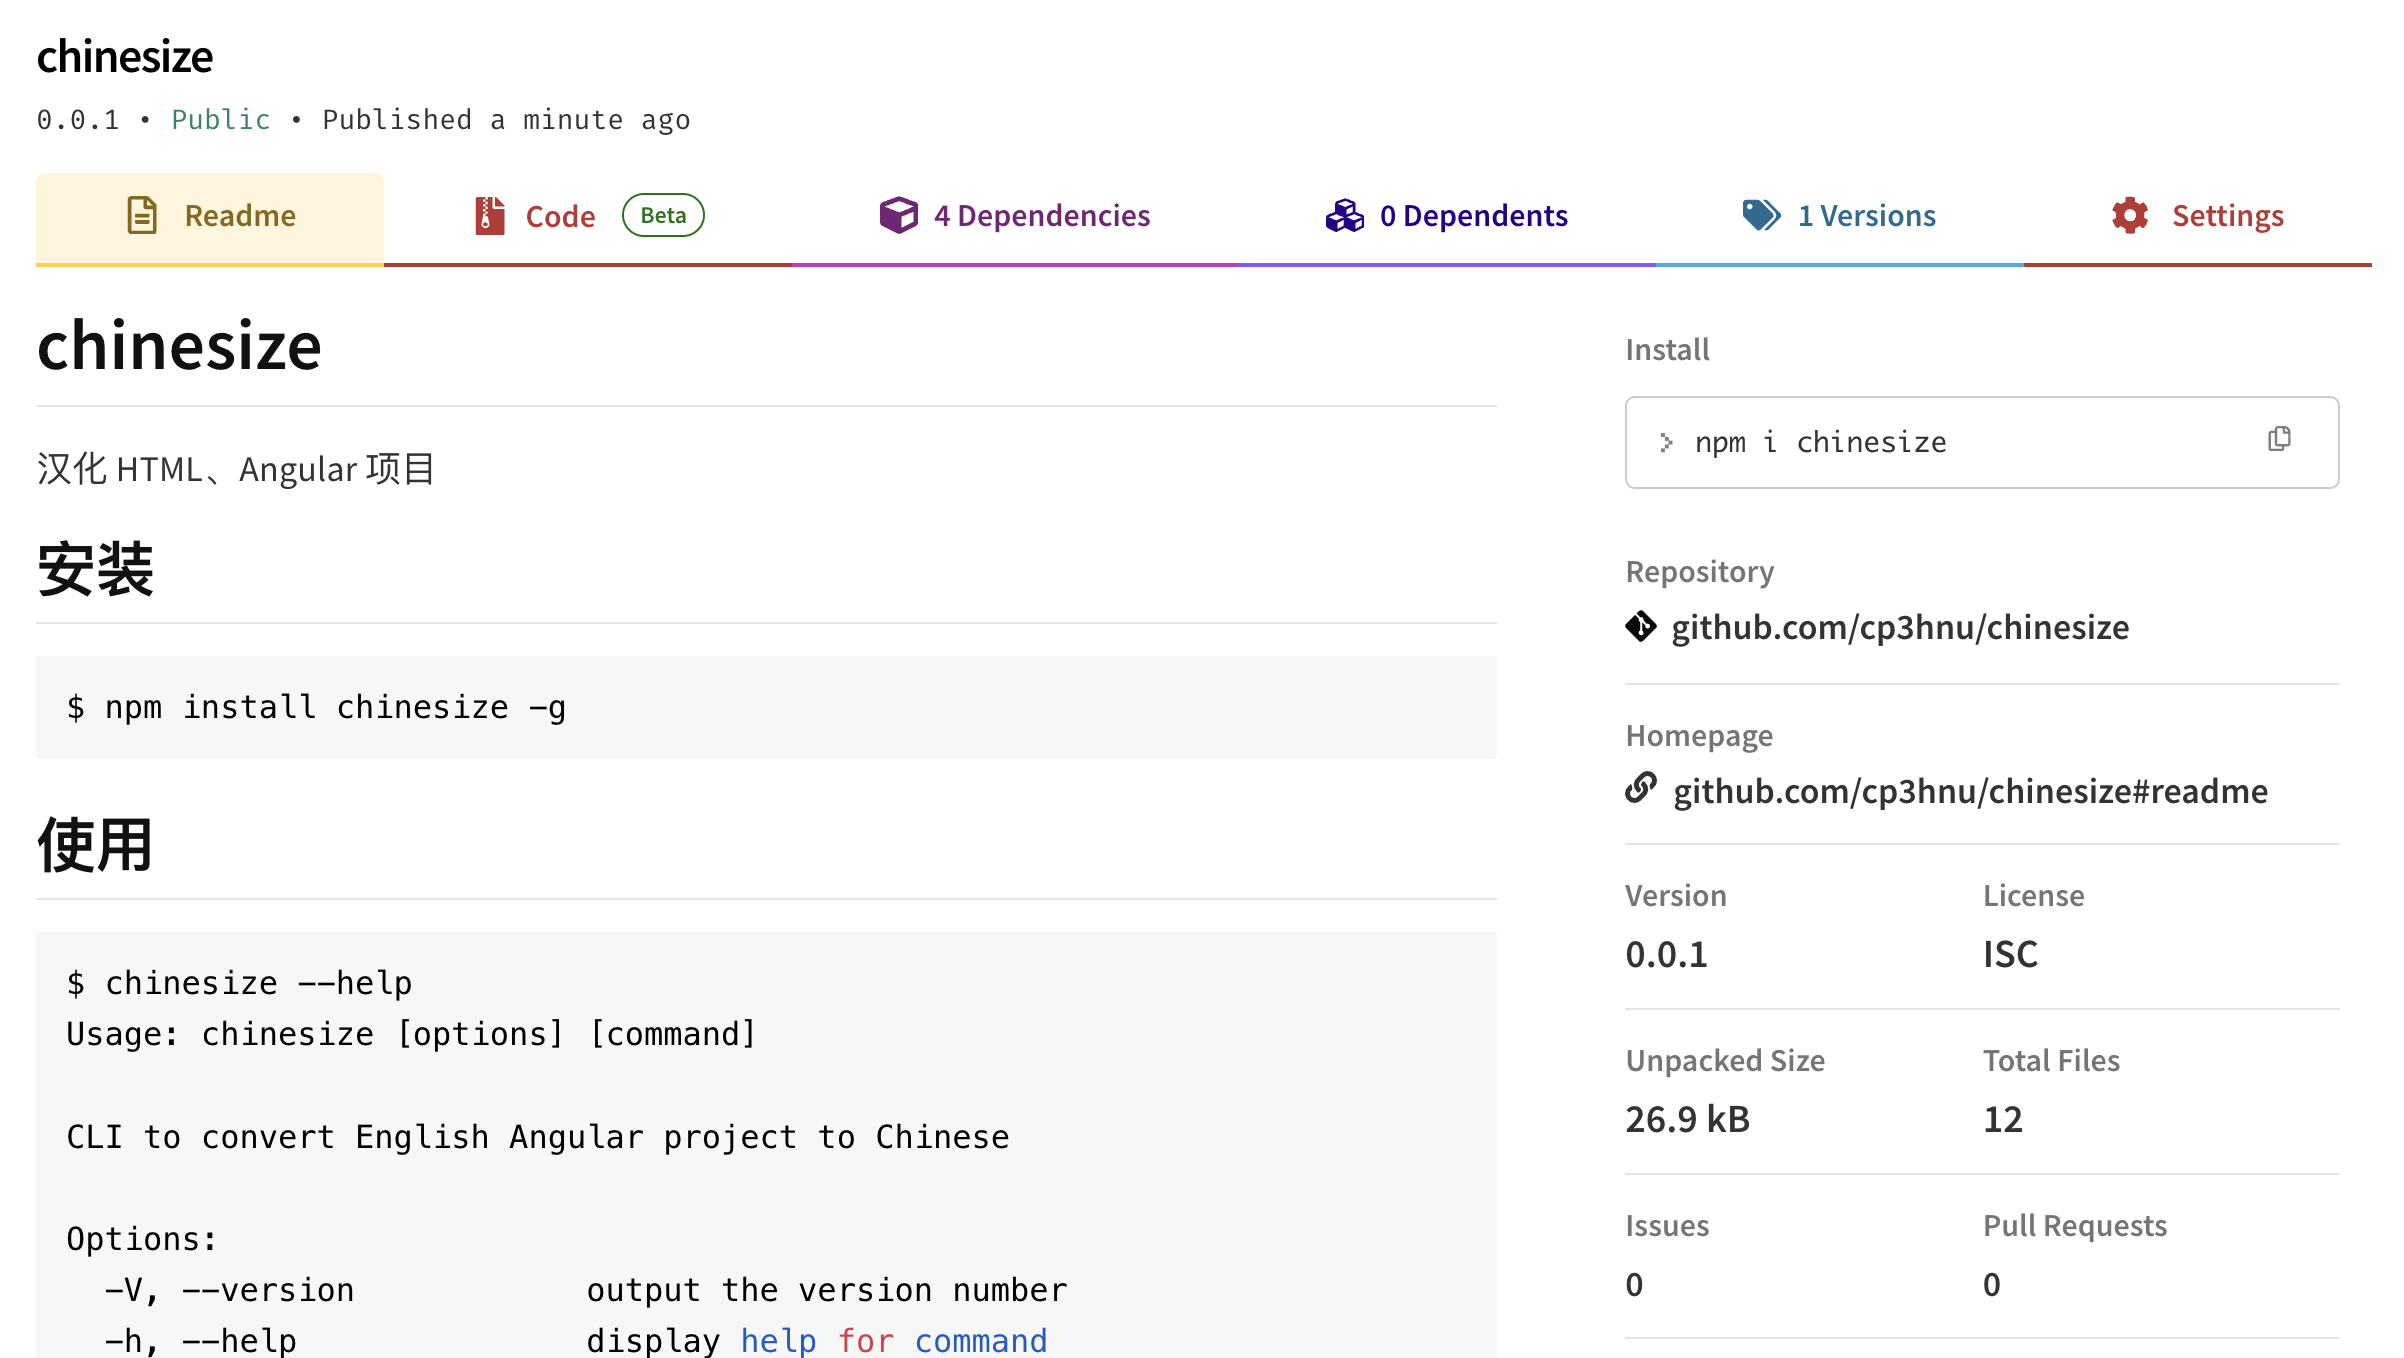 chinesize
0.0.1 • Public • Published a minute ago
Readme
Code Beta
4 Dependencies
0 Dependents
1 Versions
Settings
chinesize
汉化 HTML、Angular 项目
安装
$ npm install chinesize -g
使用
$ chinesize --help
Usage: chinesize [options] [command]
CLI to convert English Angular project to Chinese
Options:
-V, --version output the version number
-h, --help display help for command
Install
npm i chinesize
Repository
github.com/cp3hnu/chinesize
Homepage
github.com/cp3hnu/chinesize#readme
Version
0.0.1
License
ISC
Unpacked Size
26.9 kB
Total Files
12
Issues
0
Pull Requests
0